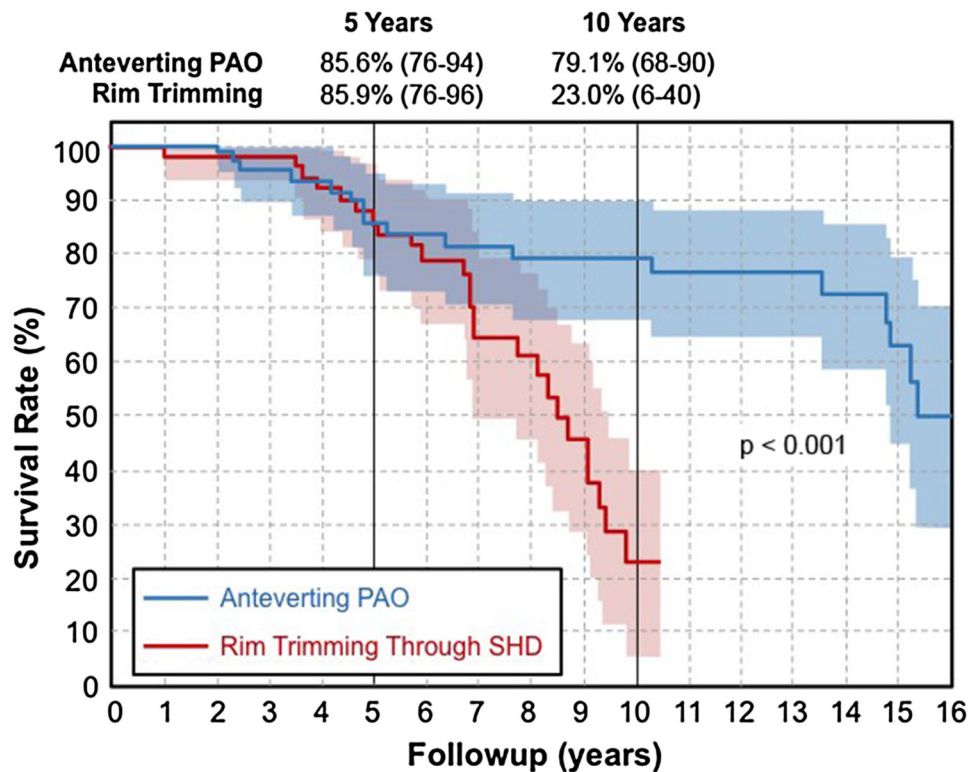 5 Years 10 Years
Anteverting PAO 85.6% (76-94) 79.1% (68-90)
Rim Trimming 85.9% (76-96) 23.0% (6-40)
100
90
80
70
60
50
40
30
20
10
0
Survival Rate (%)
p < 0.001
Anteverting PAO
Rim Trimming Through SHD
0 1 2 3 4 5 6 7 8 9 10 11 12 13 14 15 16
Followup (years)